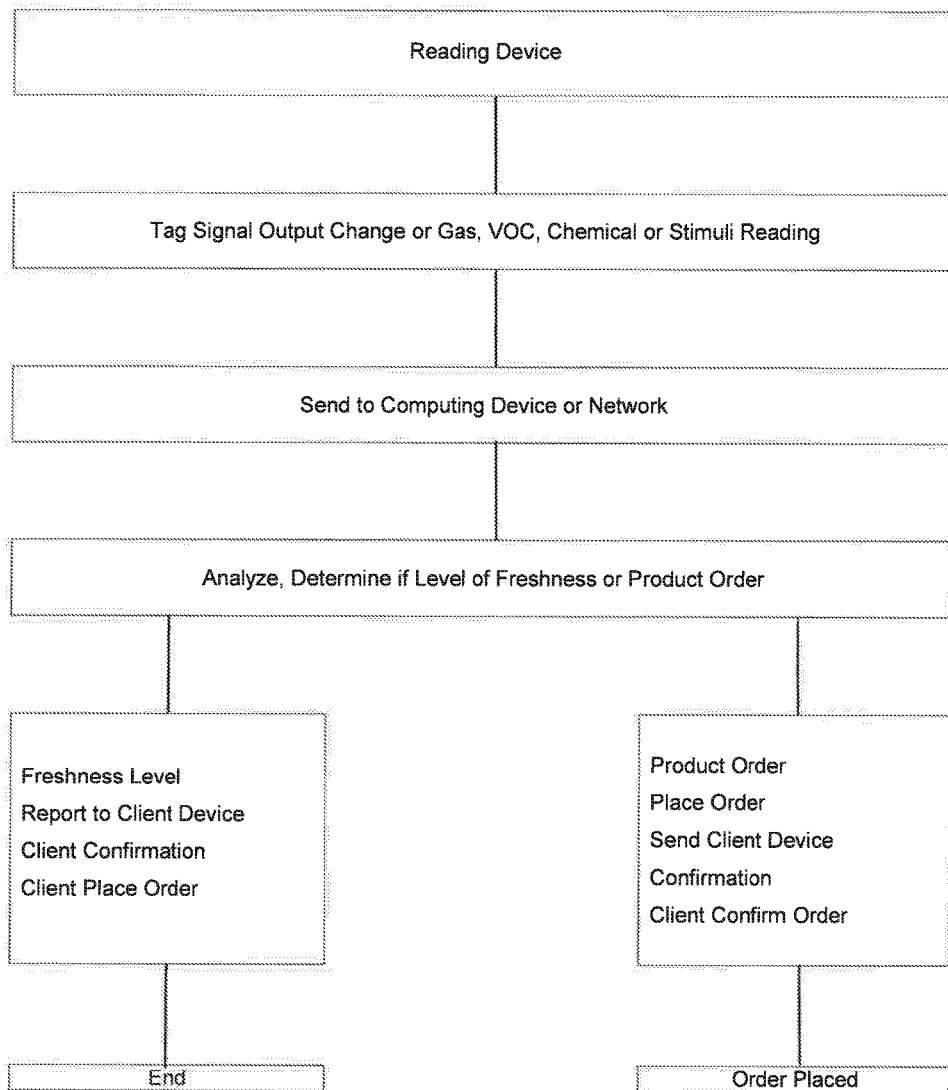 Reading Device
Tag Signal Output Change or Gas, VOC, Chemical or Stimuli Reading
Send to Computing Device or Network
Analyze, Determine if Level of Freshness or Product Order
Freshness Level
Report to Client Device
Client Confirmation
Client Place Order
Product Order
Place Order
Send Client Device
Confirmation
Client Confirm Order
End
Order Placed